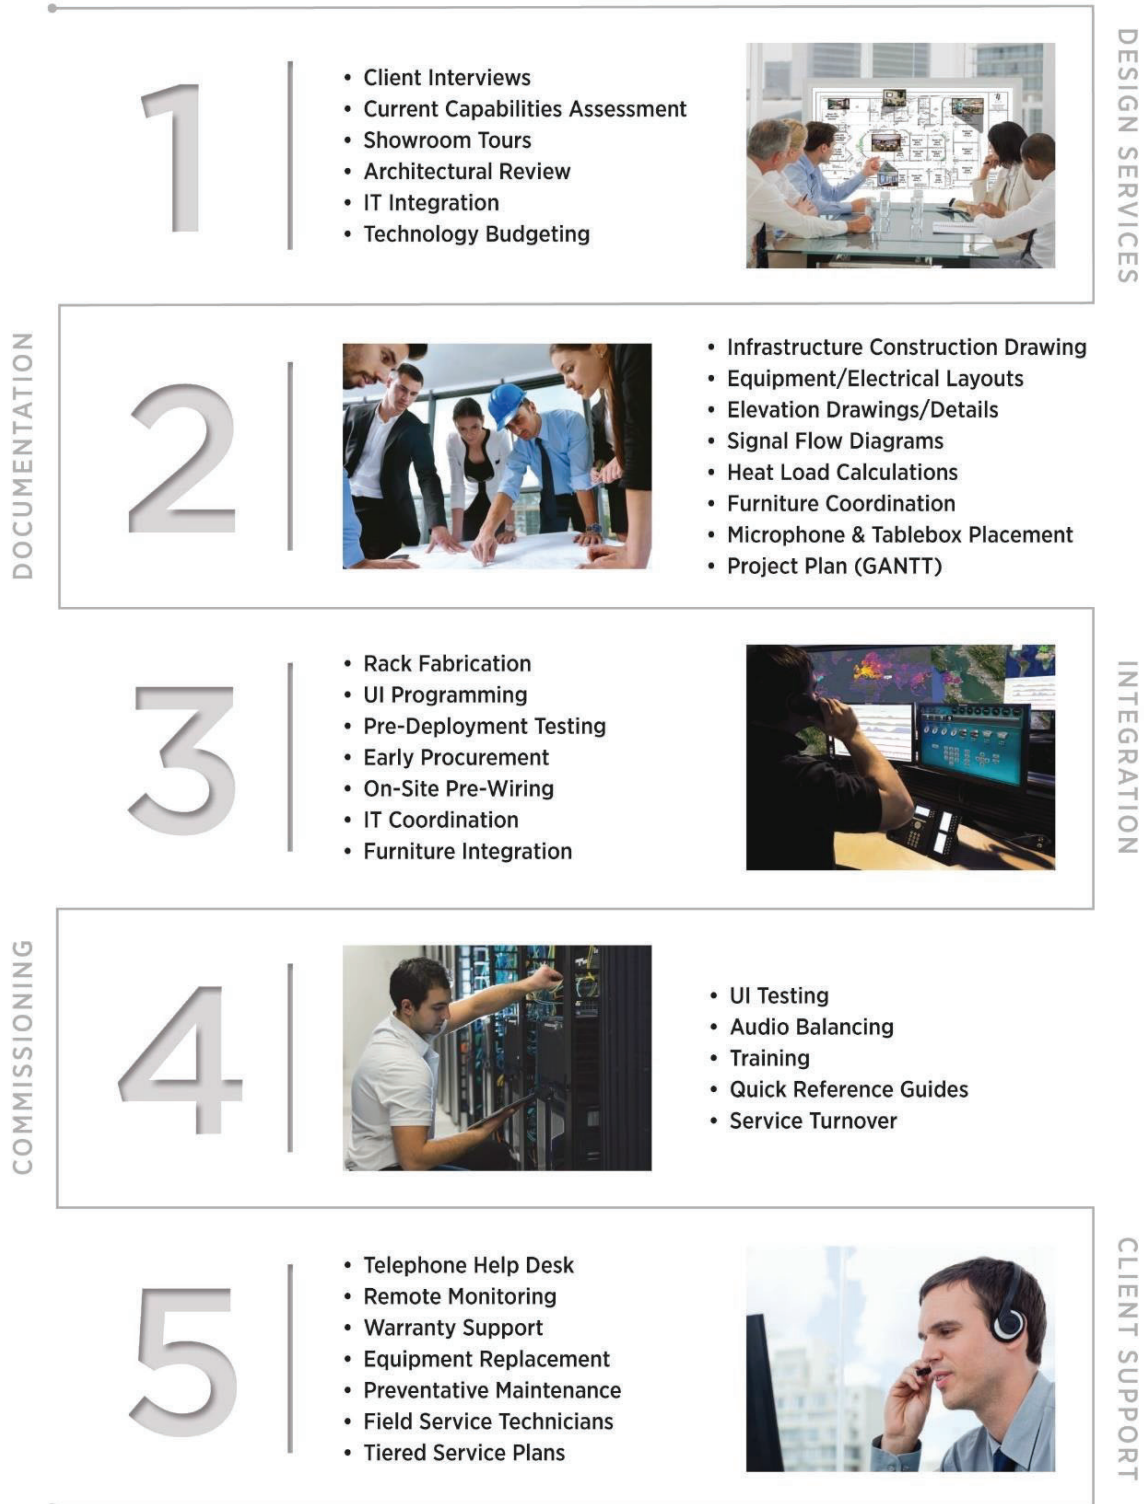 DESIGN SERVICES
1
• Client Interviews
• Current Capabilities Assessment
• Showroom Tours
• Architectural Review
• IT Integration
• Technology Budgeting
DOCUMENTATION
2
• Infrastructure Construction Drawing
• Equipment/Electrical Layouts
• Elevation Drawings/Details
• Signal Flow Diagrams
• Heat Load Calculations
• Furniture Coordination
• Microphone & Tablebox Placement
• Project Plan (GANTT)
INTEGRATION
3
• Rack Fabrication
• UI Programming
• Pre-Deployment Testing
• Early Procurement
• On-Site Pre-Wiring
• IT Coordination
• Furniture Integration
COMMISSIONING
4
• UI Testing
• Audio Balancing
• Training
• Quick Reference Guides
• Service Turnover
CLIENT SUPPORT
5
• Telephone Help Desk
• Remote Monitoring
• Warranty Support
• Equipment Replacement
• Preventative Maintenance
• Field Service Technicians
• Tiered Service Plans